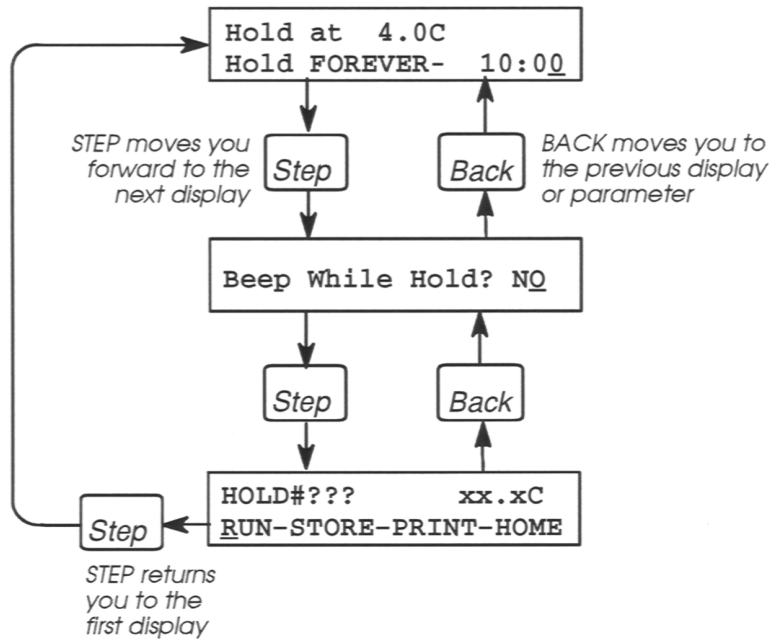 Hold at 4.0C
Hold FOREVER- 10:00
STEP moves you
forward to the
next display
Step
Back
BACK moves you to
the previous display
or parameter
Beep While Hold? NO
Step
Back
HOLD#??? xx.xC
RUN-STORE-PRINT-HOME
Step
STEP returns
you to the
first display